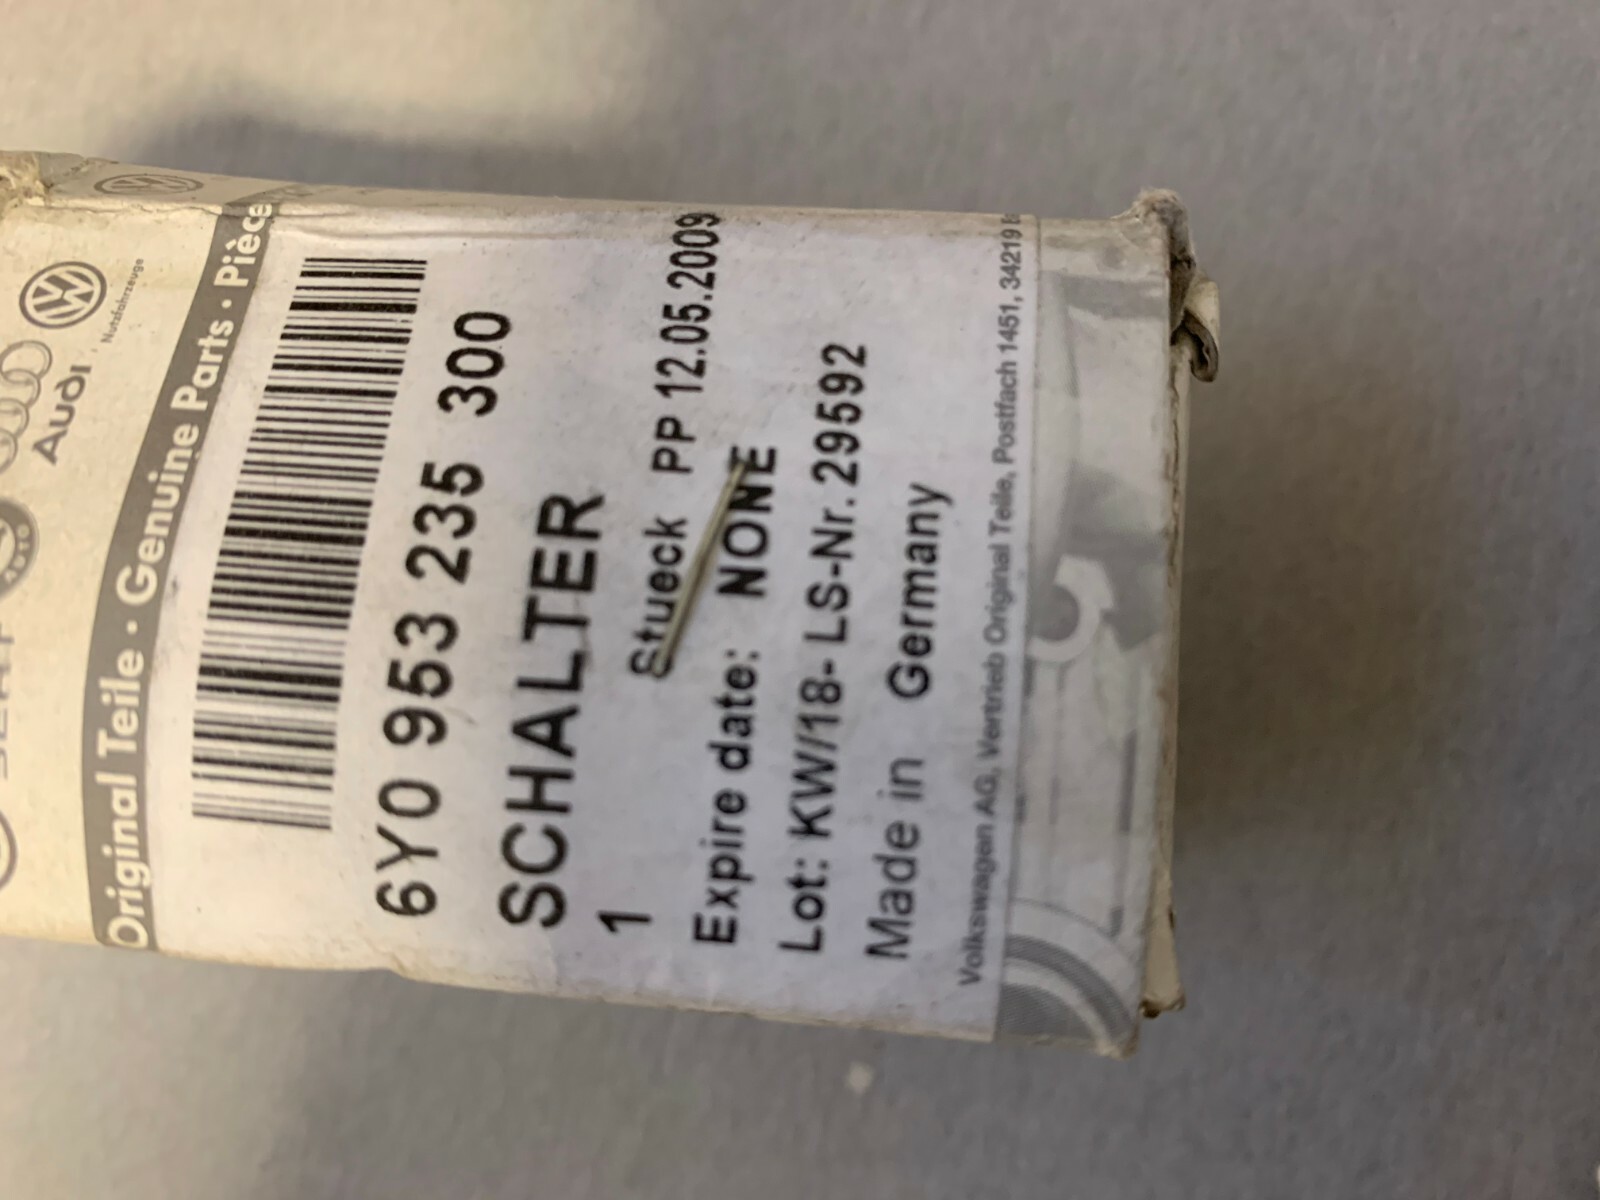 Nutzfahrzeuge
Audi
Original Teile · Genuine Parts · Pièce
6Y0 953 235 300
SCHALTER
1 Stueck PP 12.05.2009
Expire date: NONE
Lot: KW/18-LS-Nr.29592
Made in Germany
Volkswagen AG, Vertrieb Original Teile, Postfach 1451, 34219